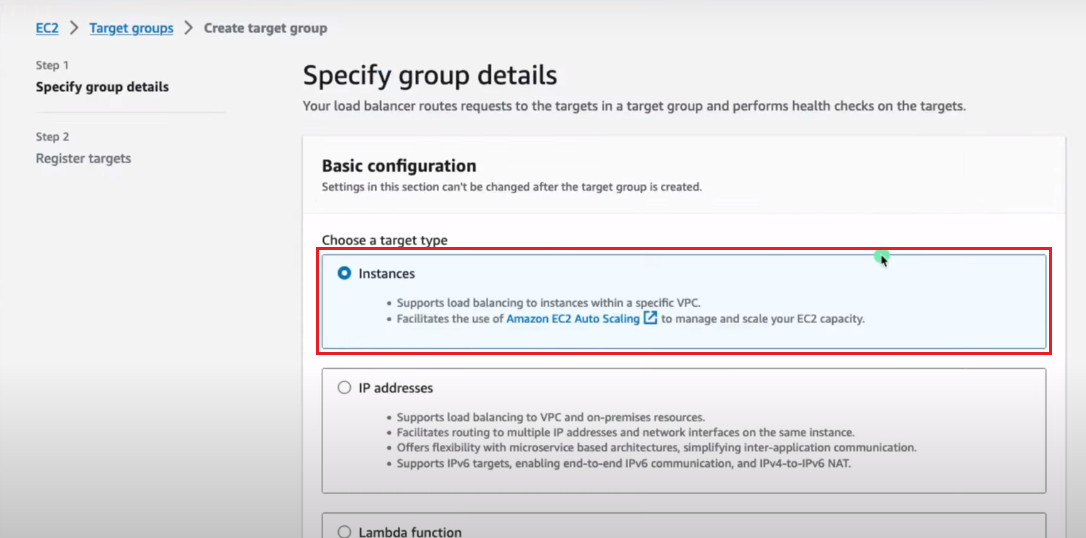 EC2 > Target groups > Create target group
Step 1
Specify group details
Step 2
Register targets
Specify group details
Your load balancer routes requests to the targets in a target group and performs health checks on the targets.
Basic configuration
Settings in this section can't be changed after the target group is created.
Choose a target type
Instances
• Supports load balancing to instances within a specific VPC.
• Facilitates the use of Amazon EC2 Auto Scaling to manage and scale your EC2 capacity.
IP addresses
• Supports load balancing to VPC and on-premises resources.
• Facilitates routing to multiple IP addresses and network interfaces on the same instance.
• Offers flexibility with microservice based architectures, simplifying inter-application communication.
• Supports IPv6 targets, enabling end-to-end IPv6 communication, and IPv4-to-IPv6 NAT.
Lambda function